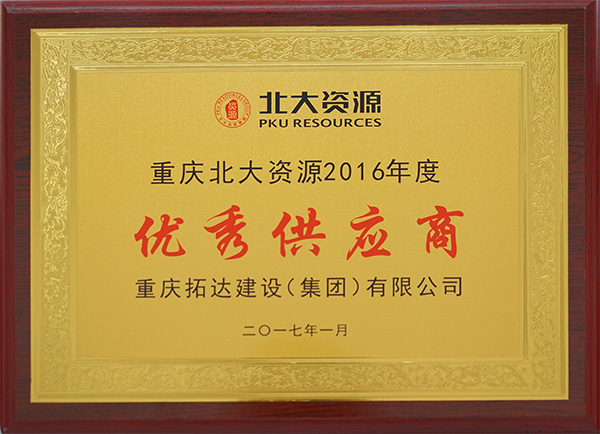 北大资源
PKU RESOURCES
重庆北大资源2016年度
优秀供应商
重庆拓达建设(集团)有限公司
二〇一七年一月